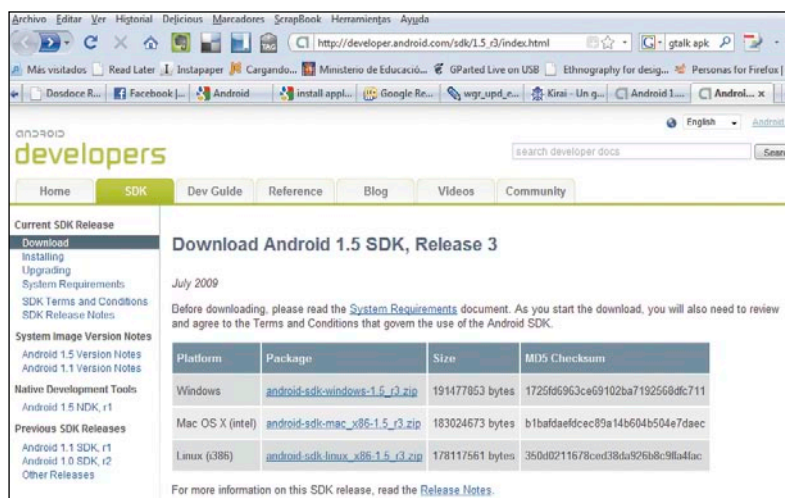 Archivo Editar Ver Historial Delicious Marcadores ScrapBook Herramientas Ayuda
http://developer.android.com/sdk/1.5_r3/index.html
gtalk apk
Más visitados Read Later Instapaper Cargando... Ministerio de Educació... GParted Live on USB Ethnography for desig... Personas for Firefox |
Dosdoce R... Facebook |... Android install appl... Google Re... wgr_upd_e... Kirai - Un g... Android 1.... Androi... x
English Android
android
developers
search developer docs
Sear
Home SDK Dev Guide Reference Blog Videos Community
Current SDK Release
Download
Installing
Upgrading
System Requirements
SDK Terms and Conditions
SDK Release Notes
System Image Version Notes
Android 1.5 Version Notes
Android 1.1 Version Notes
Native Development Tools
Android 1.5 NDK, r1
Previous SDK Releases
Android 1.1 SDK, r1
Android 1.0 SDK, r2
Other Releases
Download Android 1.5 SDK, Release 3
July 2009
Before downloading, please read the System Requirements document. As you start the download, you will also need to review
and agree to the Terms and Conditions that govern the use of the Android SDK.
Platform Package Size MD5 Checksum
Windows android-sdk-windows-1.5_r3.zip 191477853 bytes 1725fd6963ce69102ba7192568dfc711
Mac OS X (intel) android-sdk-mac_x86-1.5_r3.zip 183024673 bytes b1bafdaefdcec89a14b604b504e7daec
Linux (i386) android-sdk-linux_x86-1.5_r3.zip 178117561 bytes 350d0211678ced38da926b8c9ffa4fac
For more information on this SDK release, read the Release Notes.